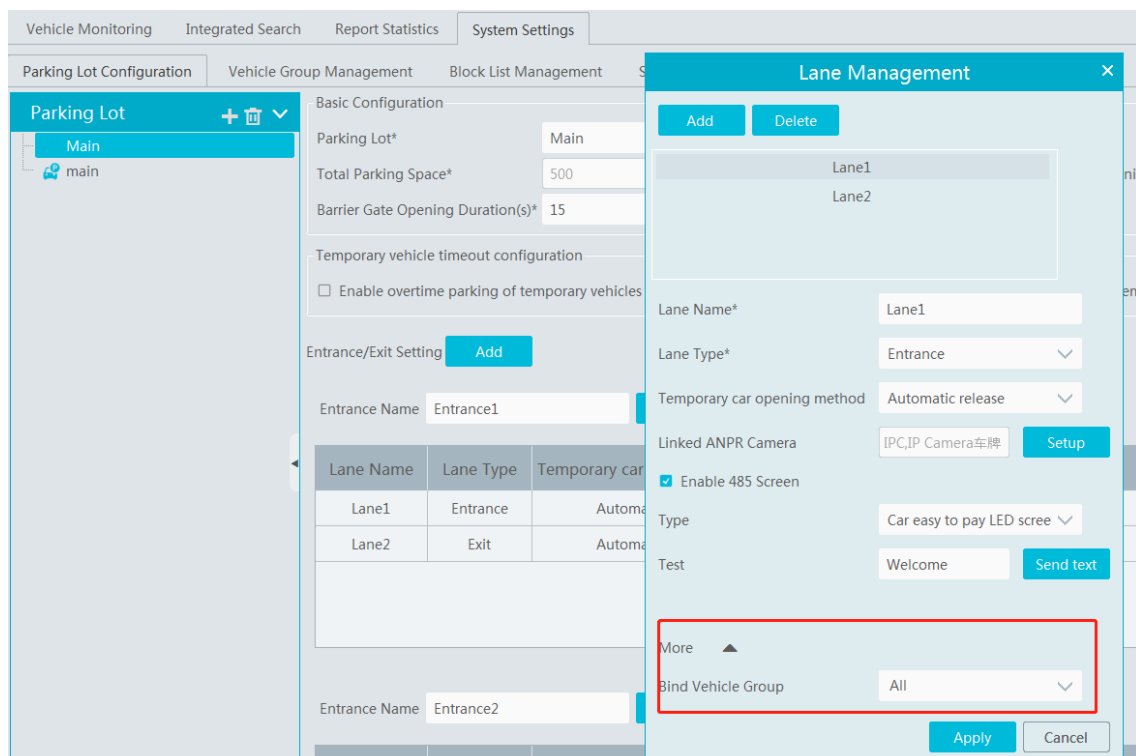 Vehicle Monitoring Integrated Search Report Statistics System Settings
Parking Lot Configuration Vehicle Group Management Block List Management
Parking Lot
Main
main
Basic Configuration
Parking Lot* Main
Total Parking Space* 500
Barrier Gate Opening Duration(s)* 15
Temporary vehicle timeout configuration
Enable overtime parking of temporary vehicles
Entrance/Exit Setting Add
Entrance Name Entrance1
Lane Name Lane Type Temporary car
Lane1 Entrance
Lane2 Exit
Entrance Name Entrance2
Lane Management
Add Delete
Lane1
Lane2
Lane Name* Lane1
Lane Type* Entrance
Temporary car opening method Automatic release
Linked ANPR Camera IPC,IP Camera车牌 Setup
Enable 485 Screen
Type Car easy to pay LED scree
Test Welcome Send text
More
Bind Vehicle Group All
Apply Cancel